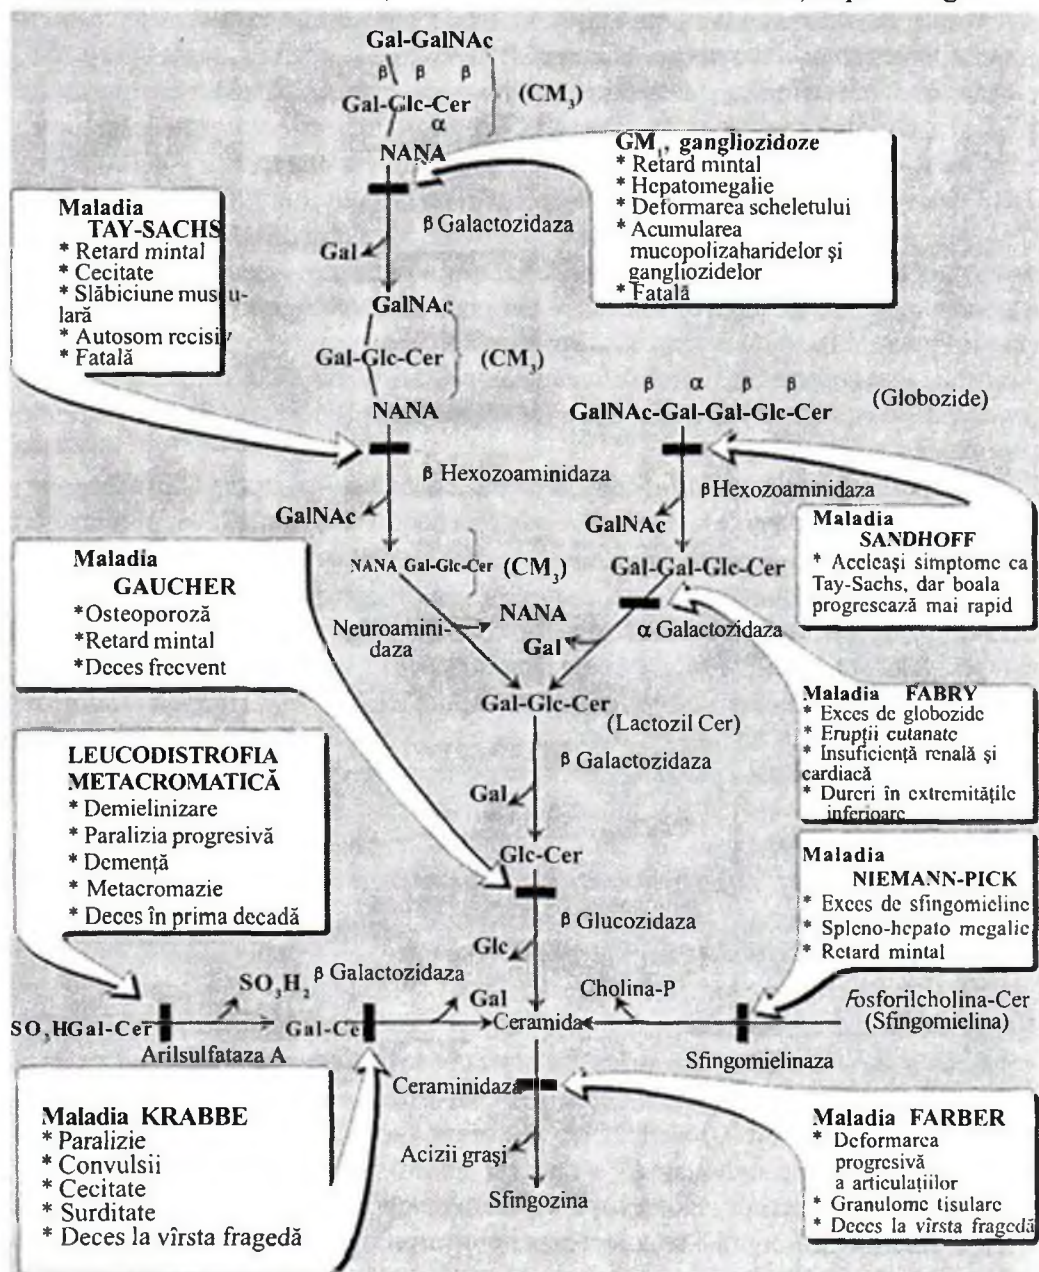 Gal-GalNAc
β β β
Gal-Glc-Cer
(CM₃)
α
NANA
GM₁, gangliozidoze
* Retard mintal
* Hepatomegalie
* Deformarea scheletului
* Acumularea
mucopolizaharidelor şi
gangliozidelor
* Fatală
β Galactozidaza
Gal
Maladia
TAY-SACHS
* Retard mintal
* Cecitate
* Slăbiciune muscu-
lară
* Autosom recisiv
* Fatală
GalNAc
Gal-Glc-Cer
(CM₃)
NANA
β α β β
GalNAc-Gal-Gal-Glc-Cer
(Globozide)
β Hexozoaminidaza
GalNAc
β Hexozoaminidaza
GalNAc
Maladia
SANDHOFF
* Aceleaşi simptome ca
Tay-Sachs, dar boala
progresează mai rapid
Maladia
GAUCHER
*Osteoporoză
*Retard mintal
*Deces frecvent
NANA Gal-Glc-Cer
(CM₃)
Gal-Gal-Glc-Cer
Neuroamini-
daza
NANA
α Galactozidaza
Gal
Gal-Glc-Cer
(Lactozil Cer)
Maladia FABRY
* Exces de globozide
* Erupţii cutanate
* Insuficienţă renală şi
cardiacă
* Dureri în extremităţile
inferioare
LEUCODISTROFIA
METACROMATICĂ
* Demielinizare
* Paralizia progresivă
* Demenţă
* Metacromazie
* Deces în prima decadă
β Galactozidaza
Gal
Glc-Cer
β Glucozidaza
Glc
Maladia
NIEMANN-PICK
* Exces de sfingomieline
* Spleno-hepato megalie
* Retard mintal
SO₃H₂
β Galactozidaza
Gal
Cholina-P
SO₃HGal-Cer
Gal-Ce
Ceramida
Fosforilcholina-Cer
(Sfingomielina)
Arilsulfataza A
Sfingomielinaza
Ceraminidaza
Maladia KRABBE
* Paralizie
* Convulsii
* Cecitate
* Surditate
* Deces la vîrsta fragedă
Acizii graşi
Sfingozina
Maladia FARBER
* Deformarea
progresivă
a articulaţiilor
* Granulome tisulare
* Deces la vîrsta fragedă